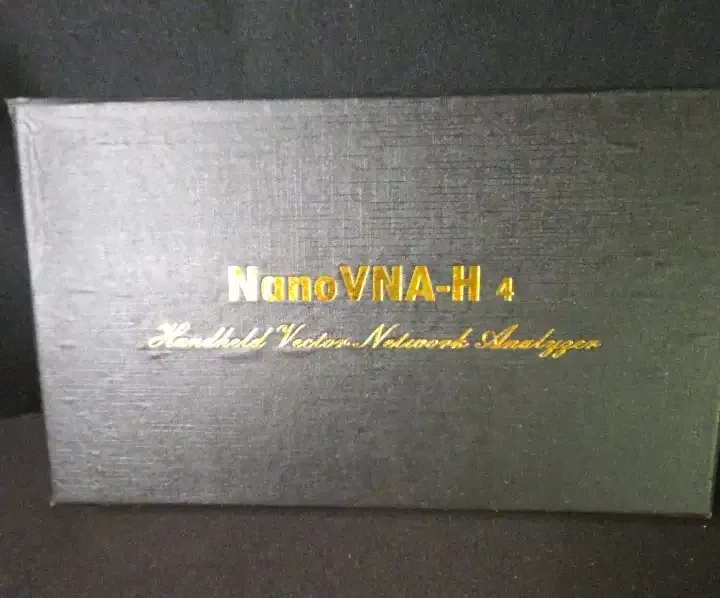 NanoVNA-H 4
Handheld Vector Network Analyzer